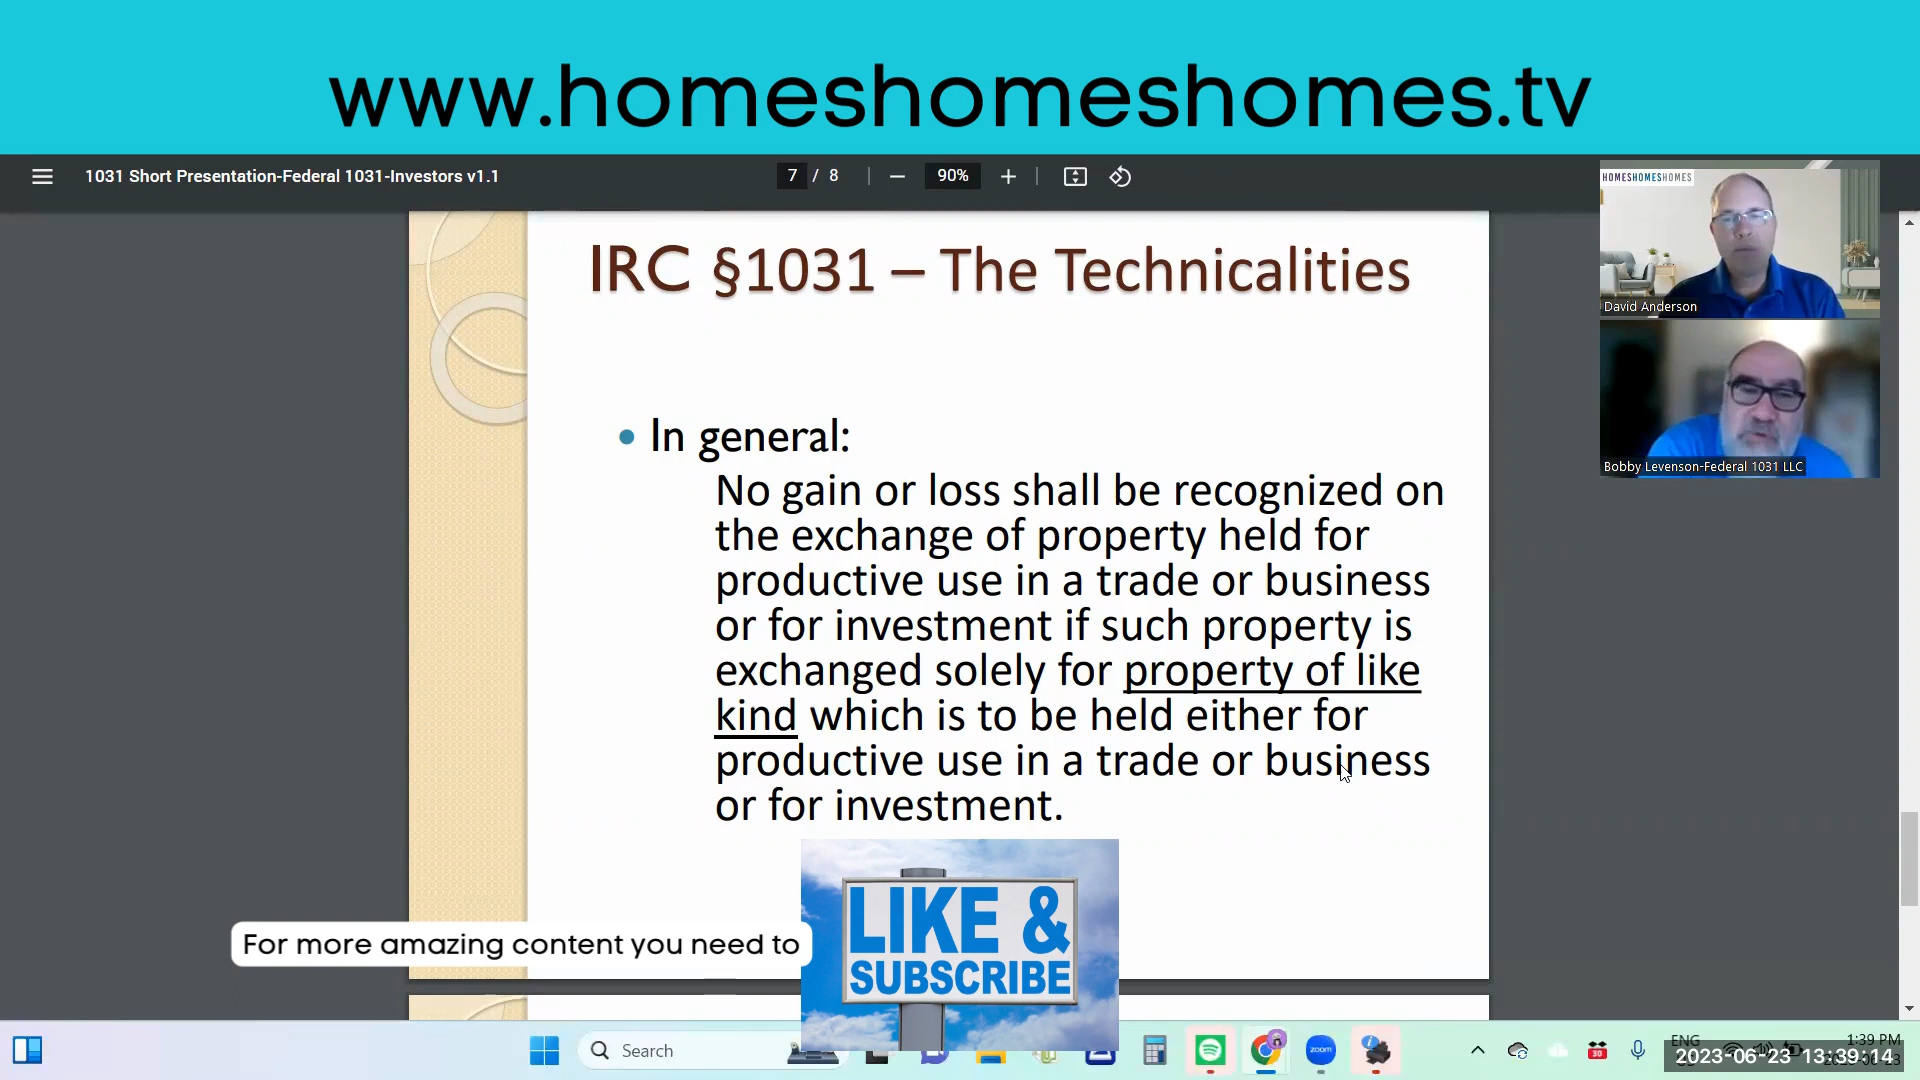 www.homeshomeshomes.tv
1031 Short Presentation-Federal 1031-Investors v1.1
7 / 8
90%
HOMESHOMESHOMES
David Anderson
Bobby Levenson-Federal 1031 LLC
IRC §1031 – The Technicalities
• In general:
No gain or loss shall be recognized on
the exchange of property held for
productive use in a trade or business
or for investment if such property is
exchanged solely for property of like
kind which is to be held either for
productive use in a trade or business
or for investment.
For more amazing content you need to
LIKE &
SUBSCRIBE
Search
zoom
30
ENG
1:39 PM
2023-06-23 13:39:14